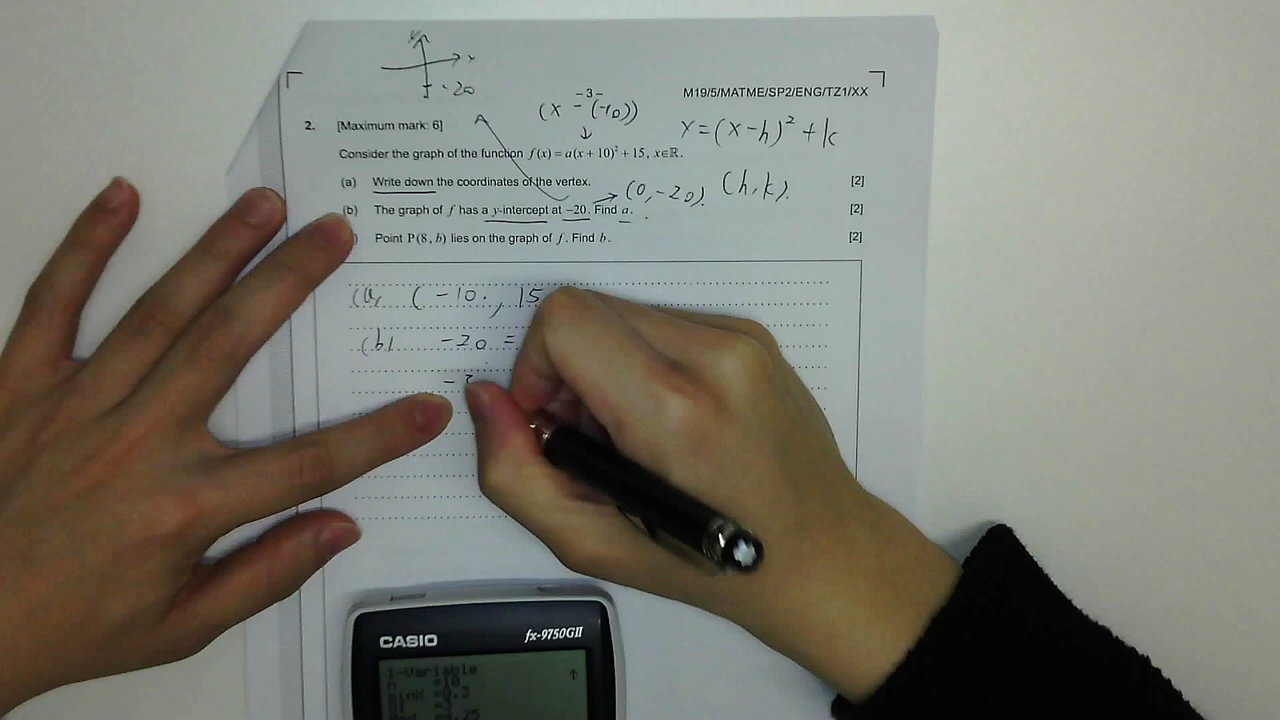 y
x
-20
- 3 -
M19/5/MATME/SP2/ENG/TZ1/XX
(x - (-10))
2. [Maximum mark: 6]
y = (x-h)² + k
Consider the graph of the function f(x) = a(x + 10)² + 15, x∈ℝ.
(a) Write down the coordinates of the vertex. [2]
(0, -20). (h, k).
(b) The graph of f has a y-intercept at −20. Find a. [2]
) Point P(8, b) lies on the graph of f. Find b. [2]
(a) (-10, 15
(b) -20 =
-
CASIO fx-9750GII
1-Variable